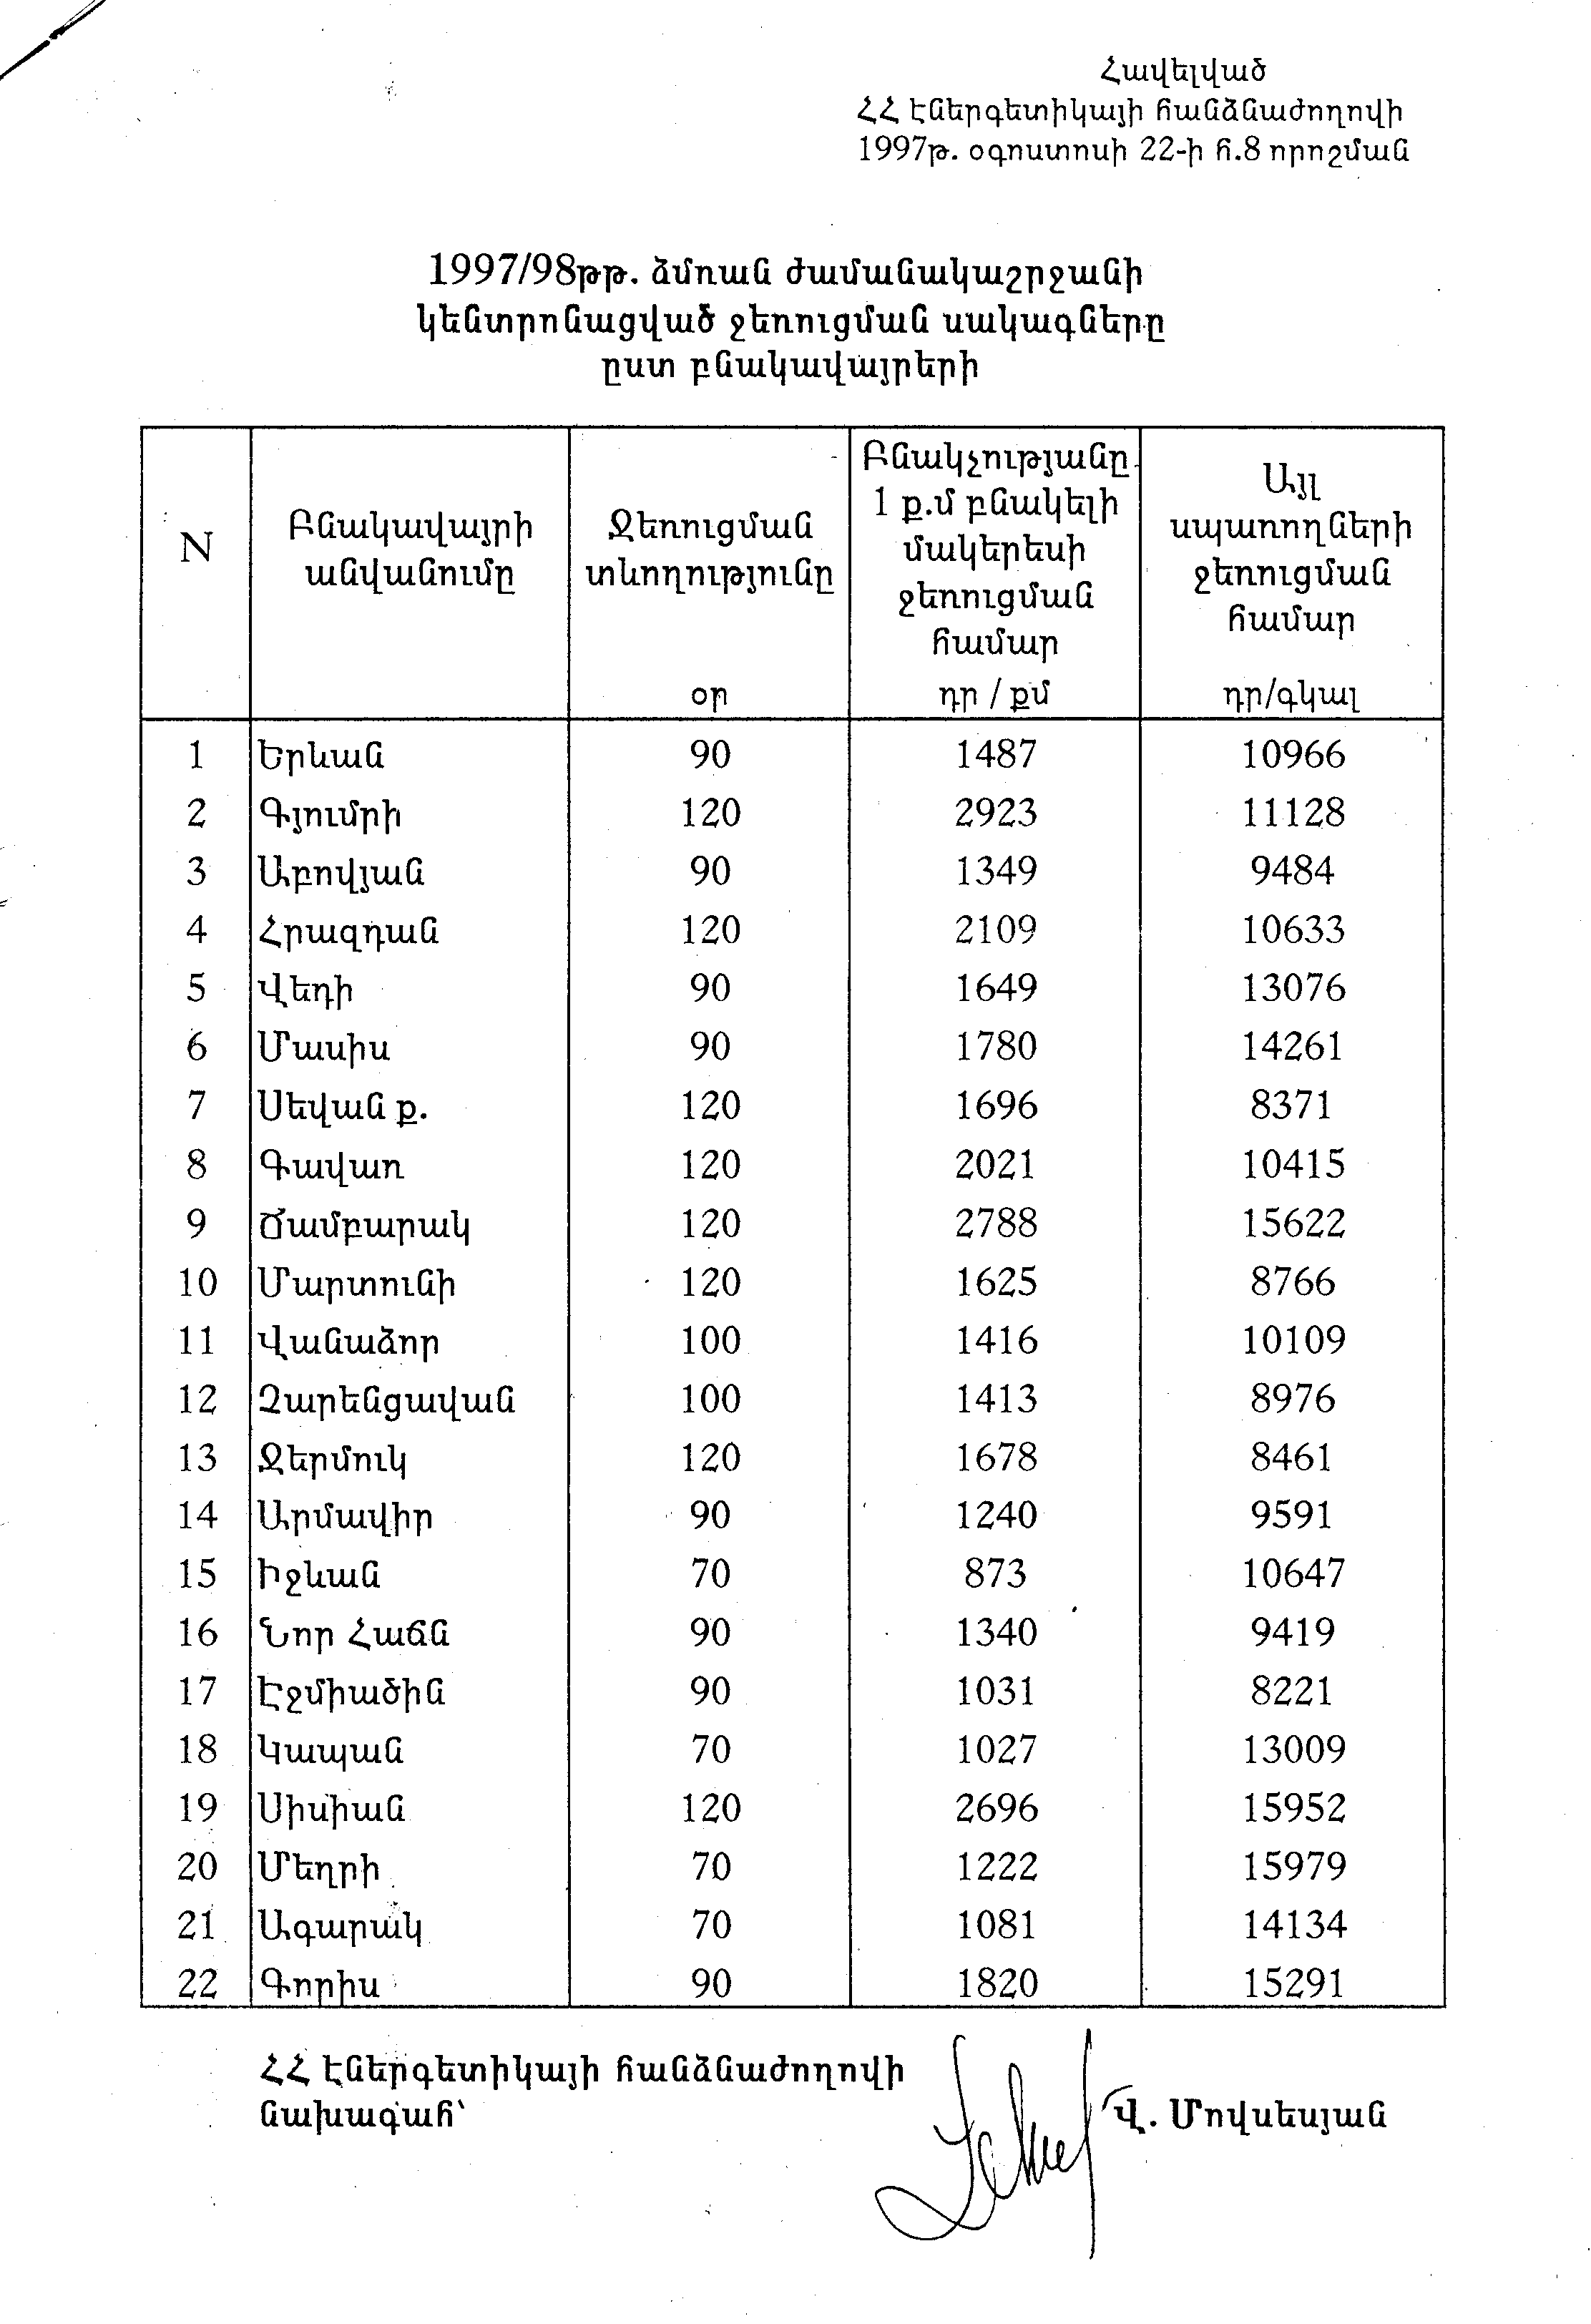 Հավելված
ՀՀ էներգետիկայի հանձնաժողովի
1997թ. օգոստոսի 22-ի հ.8 որոշման
1997/98թթ. ձմռան ժամանակաշրջանի
կենտրոնացված ջեռուցման սակագները
ըստ բնակավայրերի
N Բնակավայրի անվանումը Ջեռուցման տևողությունը օր Բնակչությանը 1 ք.մ բնակելի մակերեսի ջեռուցման համար դր / քմ Այլ սպառողների ջեռուցման համար դր/գկալ
1 Երևան 90 1487 10966
2 Գյումրի 120 2923 11128
3 Աբովյան 90 1349 9484
4 Հրազդան 120 2109 10633
5 Վեդի 90 1649 13076
6 Մասիս 90 1780 14261
7 Սեվան ք. 120 1696 8371
8 Գավառ 120 2021 10415
9 Ճամբարակ 120 2788 15622
10 Մարտունի 120 1625 8766
11 Վանաձոր 100 1416 10109
12 Չարենցավան 100 1413 8976
13 Ջերմուկ 120 1678 8461
14 Արմավիր 90 1240 9591
15 Իջևան 70 873 10647
16 Նոր Հաճն 90 1340 9419
17 Էջմիածին 90 1031 8221
18 Կապան 70 1027 13009
19 Սիսիան 120 2696 15952
20 Մեղրի 70 1222 15979
21 Ագարակ 70 1081 14134
22 Գորիս 90 1820 15291
ՀՀ էներգետիկայի հանձնաժողովի
նախագահ՝ Վ. Մովսեսյան